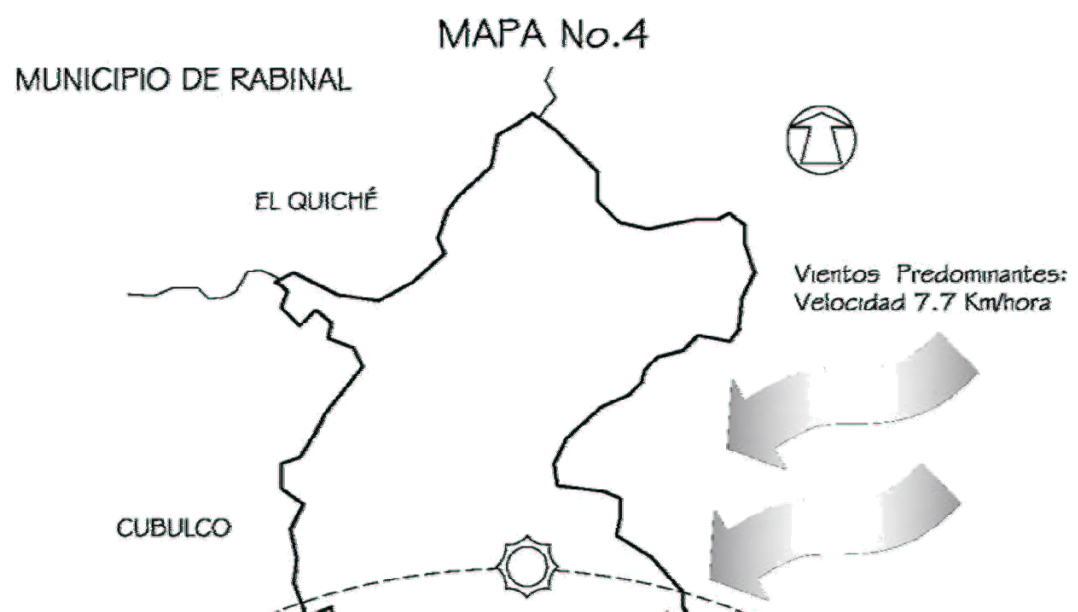 MAPA No.4
MUNICIPIO DE RABINAL
EL QUICHÉ
Vientos Predominantes:
Velocidad 7.7 Km/hora
CUBULCO